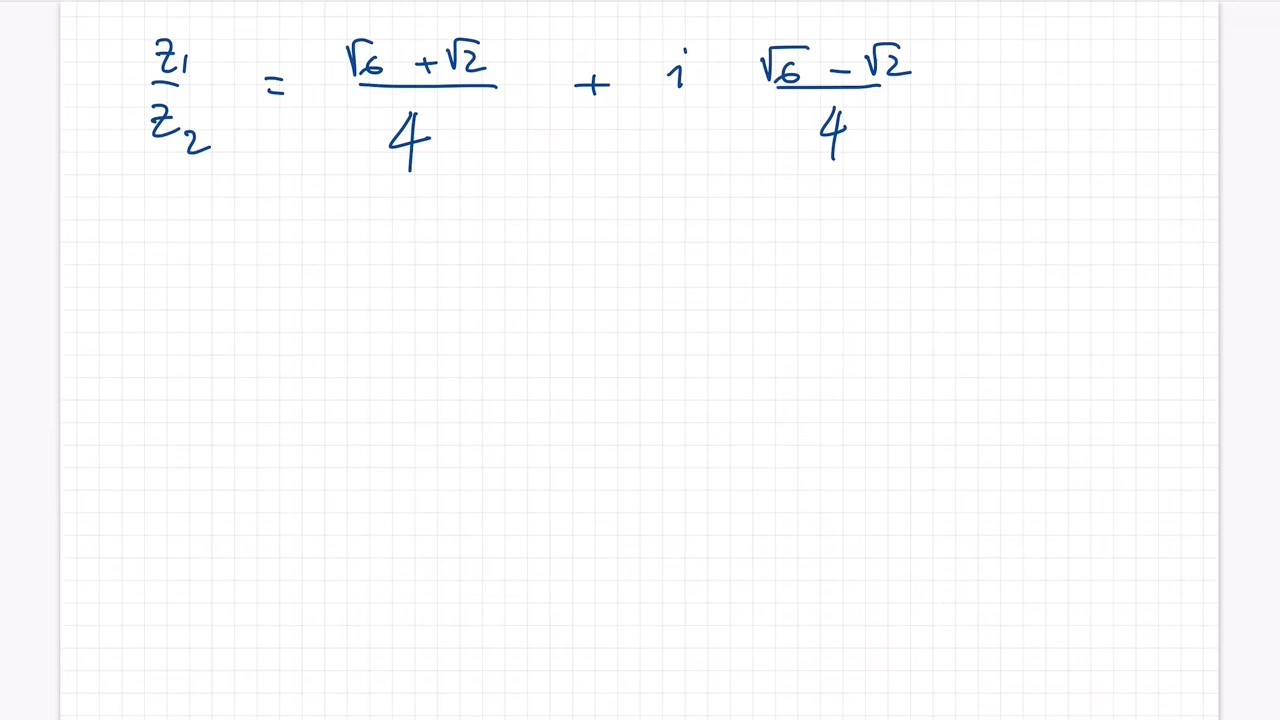 z₁/z₂ = (√6 + √2)/4 + i (√6 − √2)/4